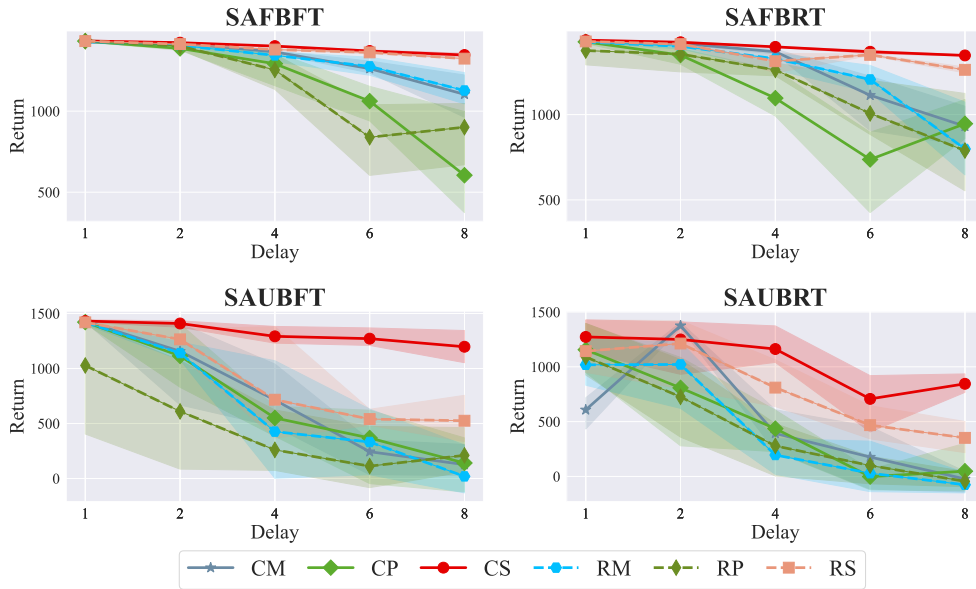 SAFBFT
Return
1000
500
1 2 4 6 8
Delay
SAFBRT
Return
1000
500
1 2 4 6 8
Delay
SAUBFT
Return
1500
1000
500
0
1 2 4 6 8
Delay
SAUBRT
Return
1500
1000
500
0
1 2 4 6 8
Delay
CM CP CS RM RP RS